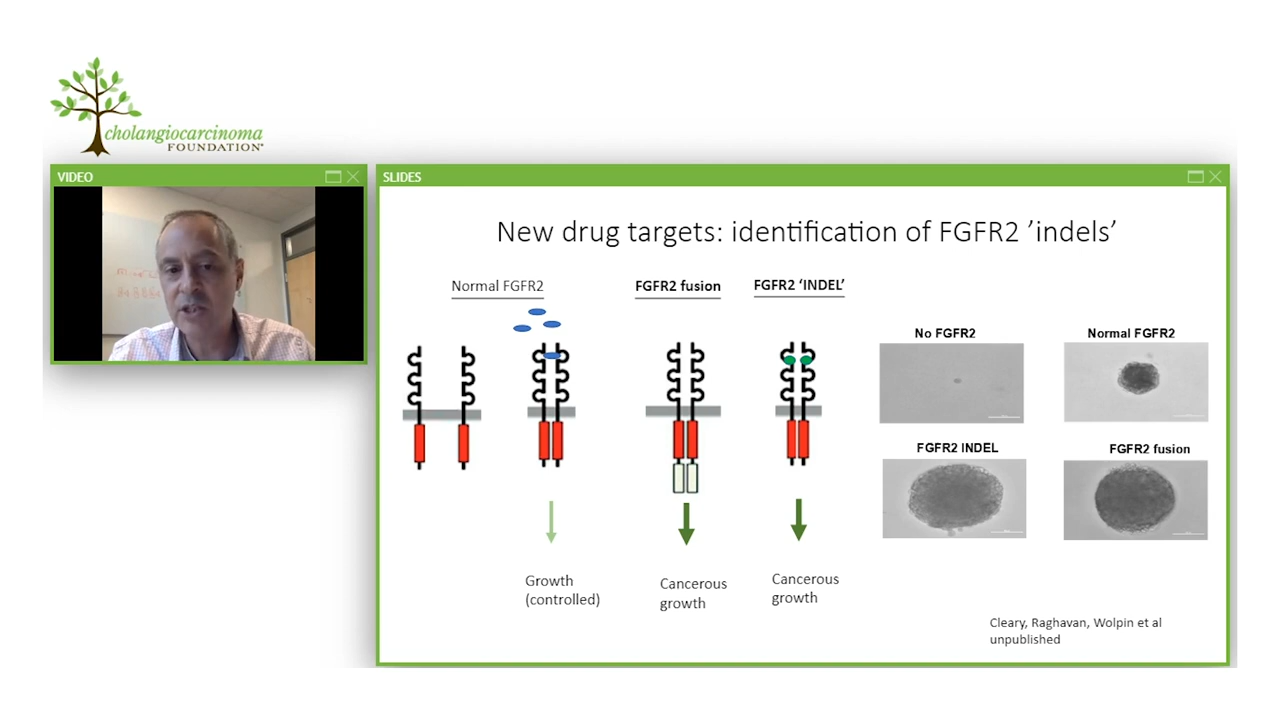 cholangiocarcinoma
FOUNDATION
VIDEO
SLIDES
New drug targets: identification of FGFR2 ’indels’
Normal FGFR2
FGFR2 fusion
FGFR2 ‘INDEL’
No FGFR2
Normal FGFR2
FGFR2 INDEL
FGFR2 fusion
Growth
(controlled)
Cancerous
growth
Cancerous
growth
Cleary, Raghavan, Wolpin et al
unpublished